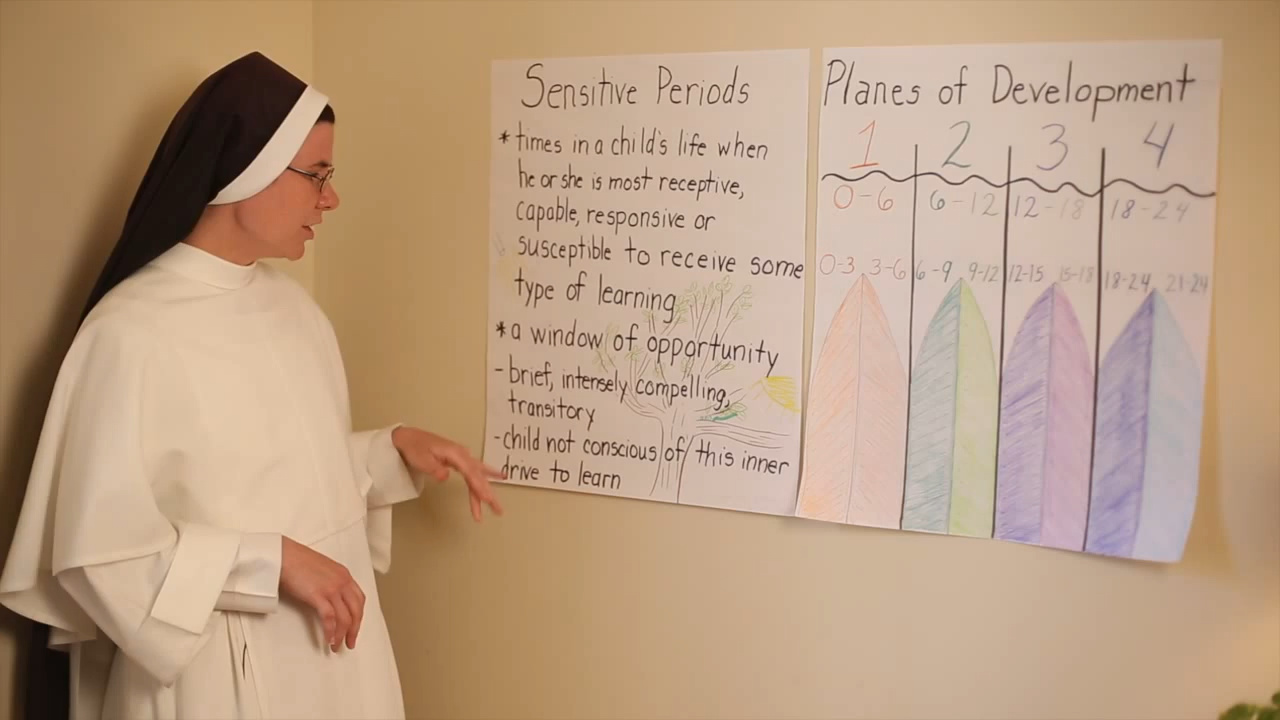 Sensitive Periods
* times in a child's life when
he or she is most receptive,
capable, responsive or
susceptible to receive some
type of learning
* a window of opportunity
- brief, intensely compelling,
transitory
- child not conscious of this inner
drive to learn
Planes of Development
1 2 3 4
0-6 6-12 12-18 18-24
0-3 3-6 6-9 9-12 12-15 15-18 18-24 21-24